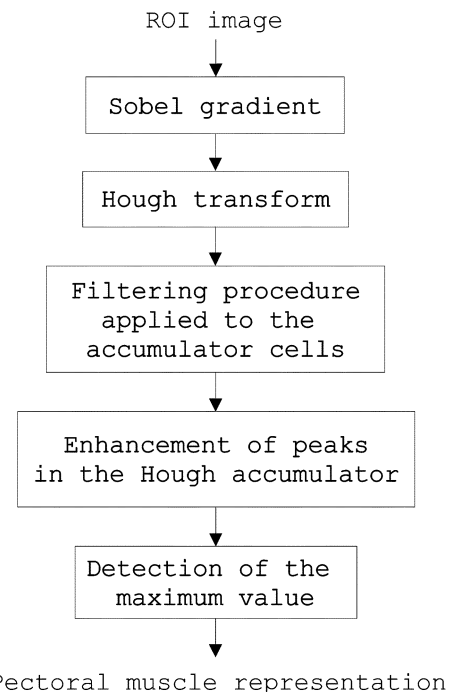 ROI image
Sobel gradient
Hough transform
Filtering procedure
applied to the
accumulator cells
Enhancement of peaks
in the Hough accumulator
Detection of the
maximum value
Pectoral muscle representation